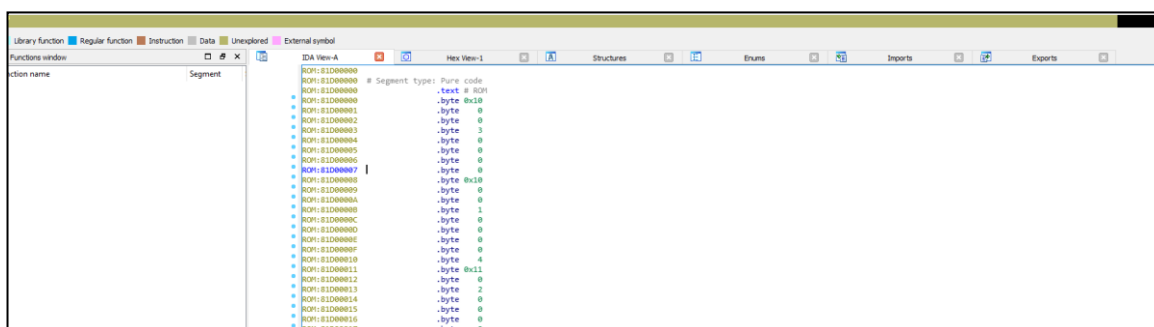 Library function Regular function Instruction Data Unexplored External symbol
Functions window IDA View-A Hex View-1 Structures Enums Imports Exports
ction name Segment
ROM:81D00000
ROM:81D00000 # Segment type: Pure code
ROM:81D00000 .text # ROM
ROM:81D00000 .byte 0x10
ROM:81D00001 .byte 0
ROM:81D00002 .byte 0
ROM:81D00003 .byte 3
ROM:81D00004 .byte 0
ROM:81D00005 .byte 0
ROM:81D00006 .byte 0
ROM:81D00007 .byte 0
ROM:81D00008 .byte 0x10
ROM:81D00009 .byte 0
ROM:81D0000A .byte 0
ROM:81D0000B .byte 1
ROM:81D0000C .byte 0
ROM:81D0000D .byte 0
ROM:81D0000E .byte 0
ROM:81D0000F .byte 0
ROM:81D00010 .byte 4
ROM:81D00011 .byte 0x11
ROM:81D00012 .byte 0
ROM:81D00013 .byte 2
ROM:81D00014 .byte 0
ROM:81D00015 .byte 0
ROM:81D00016 .byte 0